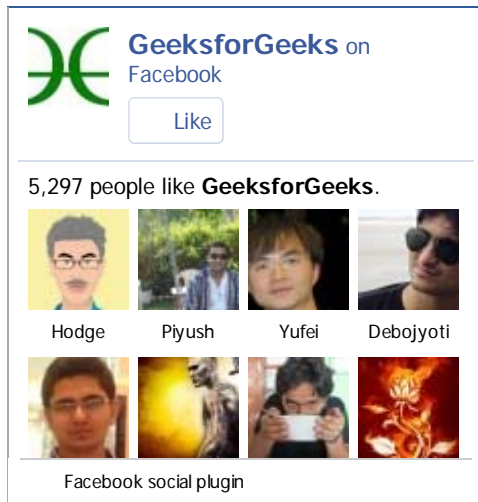 GeeksforGeeks on
Facebook
Like
5,297 people like GeeksforGeeks.
Hodge Piyush Yufei Debojyoti
Facebook social plugin